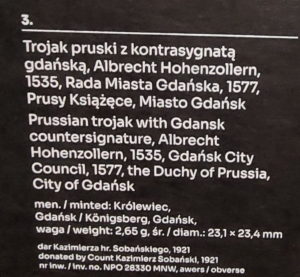 3.
Trojak pruski z kontrasygnatą
gdańską, Albrecht Hohenzollern,
1535, Rada Miasta Gdańska, 1577,
Prusy Książęce, Miasto Gdańsk
Prussian trojak with Gdansk
countersignature, Albrecht
Hohenzollern, 1535, Gdańsk City
Council, 1577, the Duchy of Prussia,
City of Gdańsk
men. / minted: Królewiec,
Gdańsk / Königsberg, Gdańsk,
waga / weight: 2,65 g, śr. / diam.: 23,1 × 23,4 mm
dar Kazimierza hr. Sobańskiego, 1921
donated by Count Kazimierz Sobański, 1921
nr inw. / inv. no. NPO 28330 MNW, awers / obverse